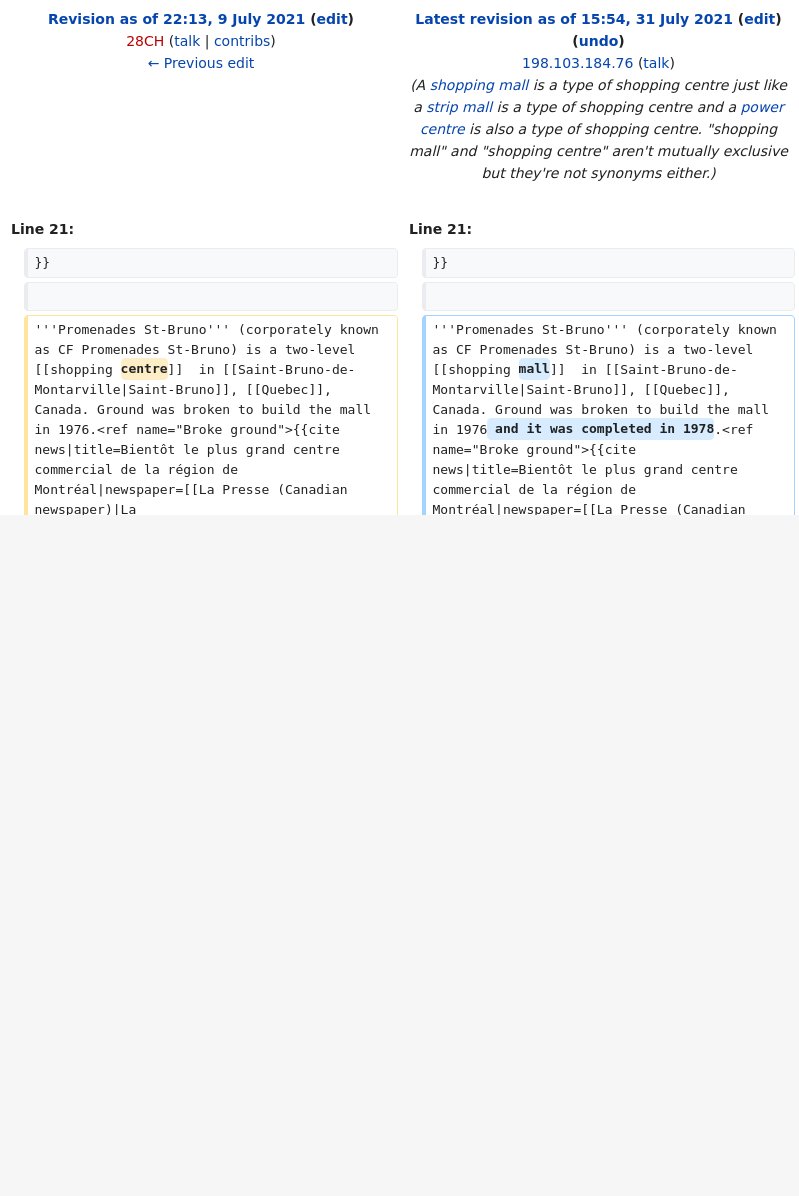 Revision as of 22:13, 9 July 2021 (edit)
28CH (talk | contribs)
← Previous edit
Latest revision as of 15:54, 31 July 2021 (edit)
(undo)
198.103.184.76 (talk)
(A shopping mall is a type of shopping centre just like
a strip mall is a type of shopping centre and a power
centre is also a type of shopping centre. "shopping
mall" and "shopping centre" aren't mutually exclusive
but they're not synonyms either.)
Line 21:
}}
'''Promenades St-Bruno''' (corporately known
as CF Promenades St-Bruno) is a two-level
[[shopping centre]]  in [[Saint-Bruno-de-
Montarville|Saint-Bruno]], [[Quebec]],
Canada. Ground was broken to build the mall
in 1976.<ref name="Broke ground">{{cite
news|title=Bientôt le plus grand centre
commercial de la région de
Montréal|newspaper=[[La Presse (Canadian
newspaper)|La
Line 21:
}}
'''Promenades St-Bruno''' (corporately known
as CF Promenades St-Bruno) is a two-level
[[shopping mall]]  in [[Saint-Bruno-de-
Montarville|Saint-Bruno]], [[Quebec]],
Canada. Ground was broken to build the mall
in 1976 and it was completed in 1978.<ref
name="Broke ground">{{cite
news|title=Bientôt le plus grand centre
commercial de la région de
Montréal|newspaper=[[La Presse (Canadian